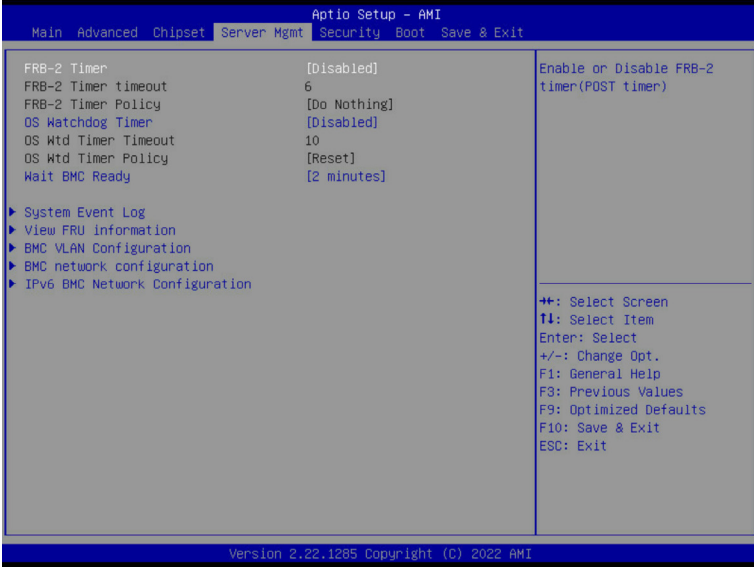 Aptio Setup – AMI
Main Advanced Chipset Server Mgmt Security Boot Save & Exit
FRB-2 Timer [Disabled]
FRB-2 Timer timeout 6
FRB-2 Timer Policy [Do Nothing]
OS Watchdog Timer [Disabled]
OS Wtd Timer Timeout 10
OS Wtd Timer Policy [Reset]
Wait BMC Ready [2 minutes]
▶ System Event Log
▶ View FRU information
▶ BMC VLAN Configuration
▶ BMC network configuration
▶ IPv6 BMC Network Configuration
Enable or Disable FRB-2
timer(POST timer)
→←: Select Screen
↑↓: Select Item
Enter: Select
+/-: Change Opt.
F1: General Help
F3: Previous Values
F9: Optimized Defaults
F10: Save & Exit
ESC: Exit
Version 2.22.1285 Copyright (C) 2022 AMI